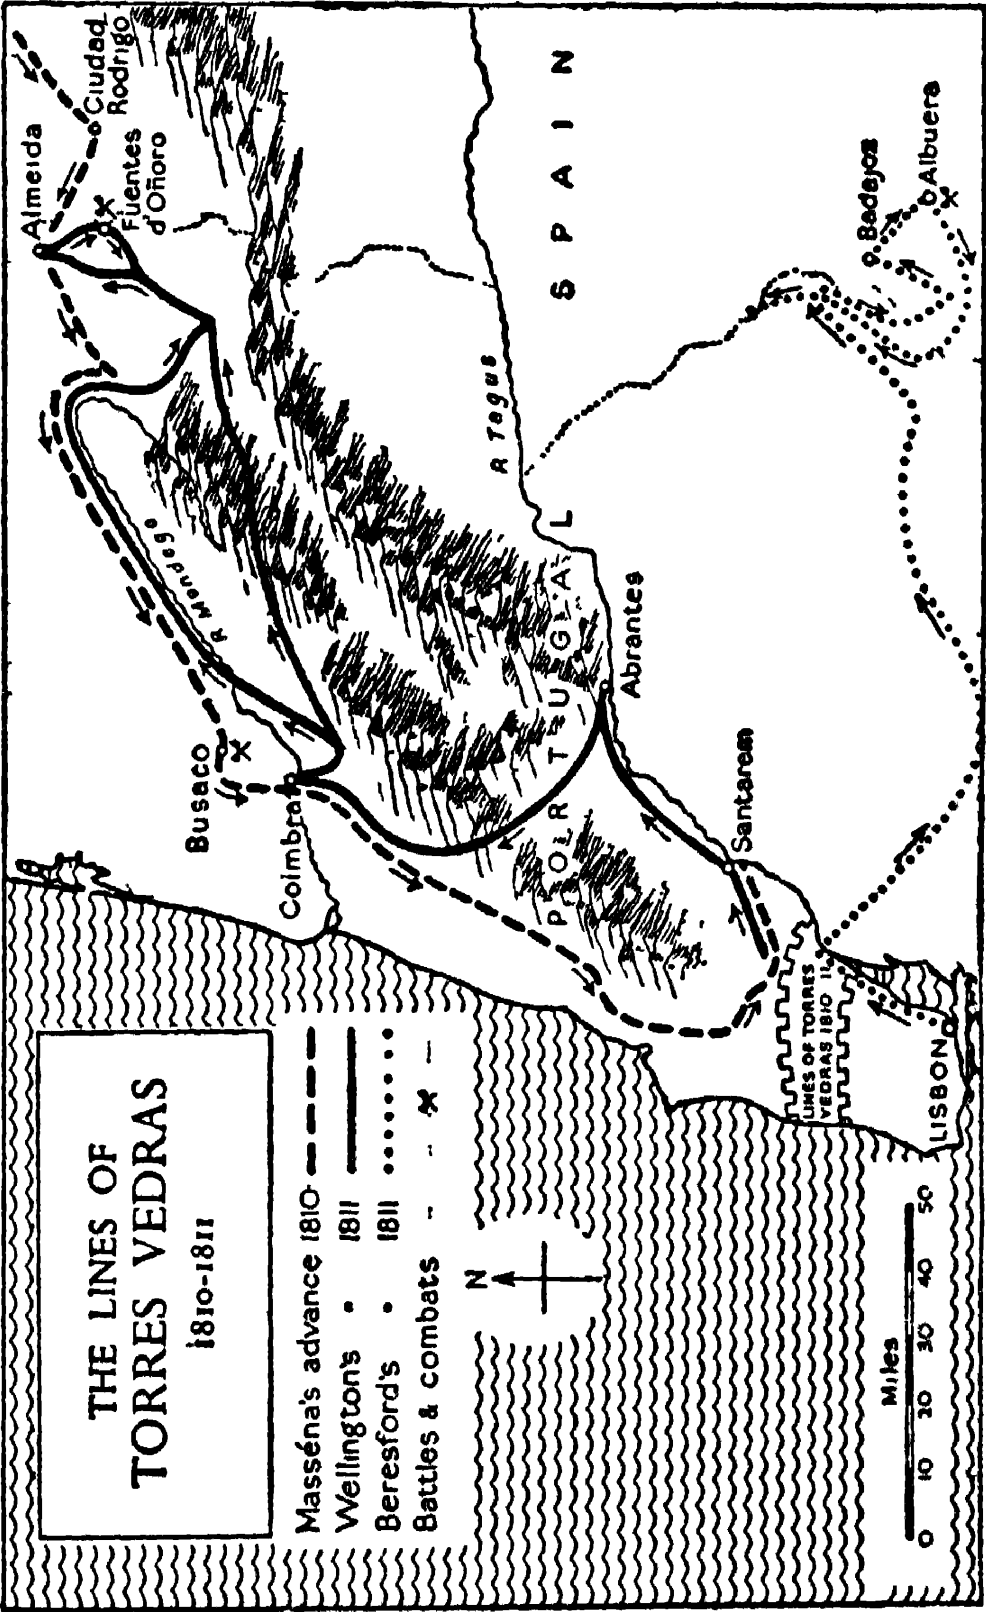 THE LINES OF
TORRES VEDRAS
1810-1811
Masséna's advance 1810
Wellington's 1811
Beresford's 1811
Battles & combats
N
Miles
0 10 20 30 40 50
Almeida
Ciudad
Rodrigo
Fuentes
d'Oñoro
R Mondego
Busaco
Coimbra
PORTUGAL
SPAIN
R Tagus
Abrantes
Santarem
LINES OF TORRES
VEDRAS 1810 11
LISBON
Badajoz
Albuera